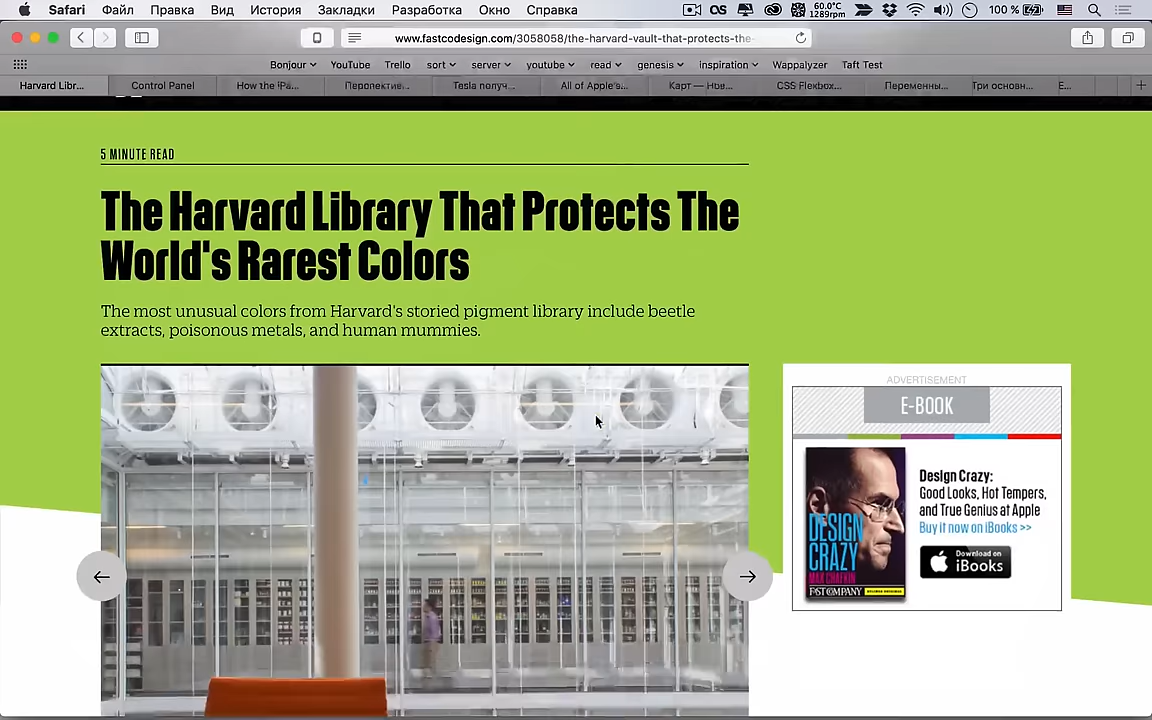 Safari Файл Правка Вид История Закладки Разработка Окно Справка OS 60.0°C 1289rpm 100 %
www.fastcodesign.com/3058058/the-harvard-vault-that-protects-the-
Bonjour YouTube Trello sort server youtube read genesis inspiration Wappalyzer Taft Test
Harvard Libr... Control Panel How the iPa... Перспектив... Tesla получ... All of Apple's... Карт — Нов... CSS Flexbox... Переменны... Три основн... E...
5 MINUTE READ
The Harvard Library That Protects The
World's Rarest Colors
The most unusual colors from Harvard's storied pigment library include beetle
extracts, poisonous metals, and human mummies.
ADVERTISEMENT
E-BOOK
DESIGN
CRAZY
MAX CHAFKIN
FAST COMPANY
Design Crazy:
Good Looks, Hot Tempers,
and True Genius at Apple
Buy it now on iBooks >>
Download on
iBooks